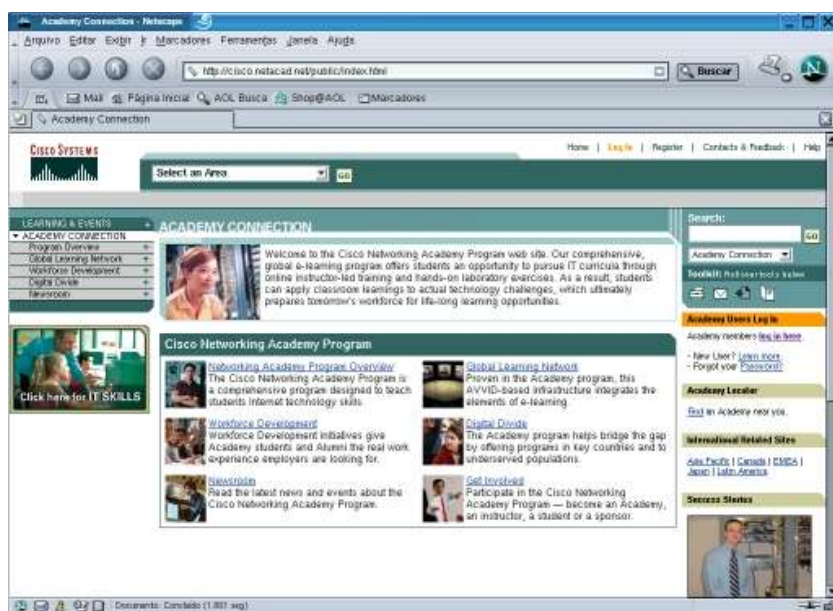 Academy Connection - Netscape
Arquivo Editar Exibir Ir Marcadores Ferramentas Janela Ajuda
http://cisco.netacad.net/public/index.html
Buscar
N
Mail Página Inicial AOL Busca Shop@AOL Marcadores
Academy Connection
CISCO SYSTEMS
Home | Log In | Register | Contacts & Feedback | Help
Select an Area GO
LEARNING & EVENTS +
ACADEMY CONNECTION
Program Overview +
Global Learning Network +
Workforce Development +
Digital Divide +
Newsroom +
Click here for IT SKILLS
ACADEMY CONNECTION
Welcome to the Cisco Networking Academy Program web site. Our comprehensive,
global e-learning program offers students an opportunity to pursue IT curricula through
online instructor-led training and hands-on laboratory exercises. As a result, students
can apply classroom learnings to actual technology challenges, which ultimately
prepares tomorrow's workforce for life-long learning opportunities.
Cisco Networking Academy Program
Networking Academy Program Overview
The Cisco Networking Academy Program is
a comprehensive program designed to teach
students Internet technology skills.
Workforce Development
Workforce Development initiatives give
Academy students and Alumni the real work
experience employers are looking for.
Newsroom
Read the latest news and events about the
Cisco Networking Academy Program.
Global Learning Network
Proven in the Academy program, this
AVVID-based infrastructure integrates the
elements of e-learning.
Digital Divide
The Academy program helps bridge the gap
by offering programs in key countries and to
underserved populations.
Get Involved
Participate in the Cisco Networking
Academy Program — become an Academy,
an instructor, a student or a sponsor.
Search:
GO
Academy Connection
Toolkit: Roll over tools below
Academy Users Log In
Academy members log in here.
- New User? Learn more.
- Forgot your Password?
Academy Locator
Find an Academy near you.
International Related Sites
Asia Pacific | Canada | EMEA |
Japan | Latin America
Success Stories
Documento: Concluído (1.801 seg)